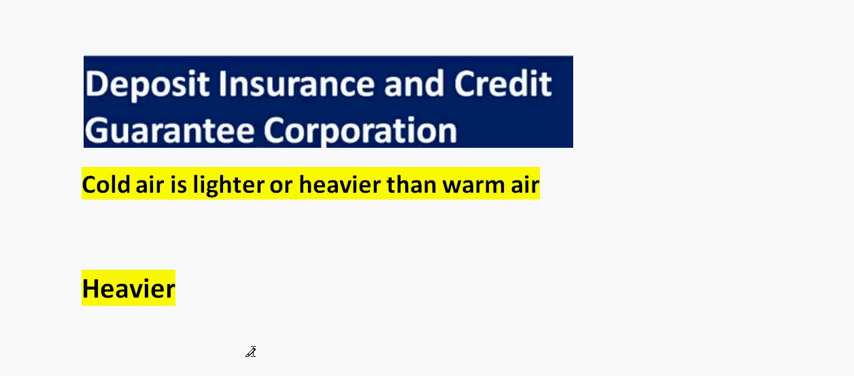 Deposit Insurance and Credit
Guarantee Corporation
Cold air is lighter or heavier than warm air
Heavier